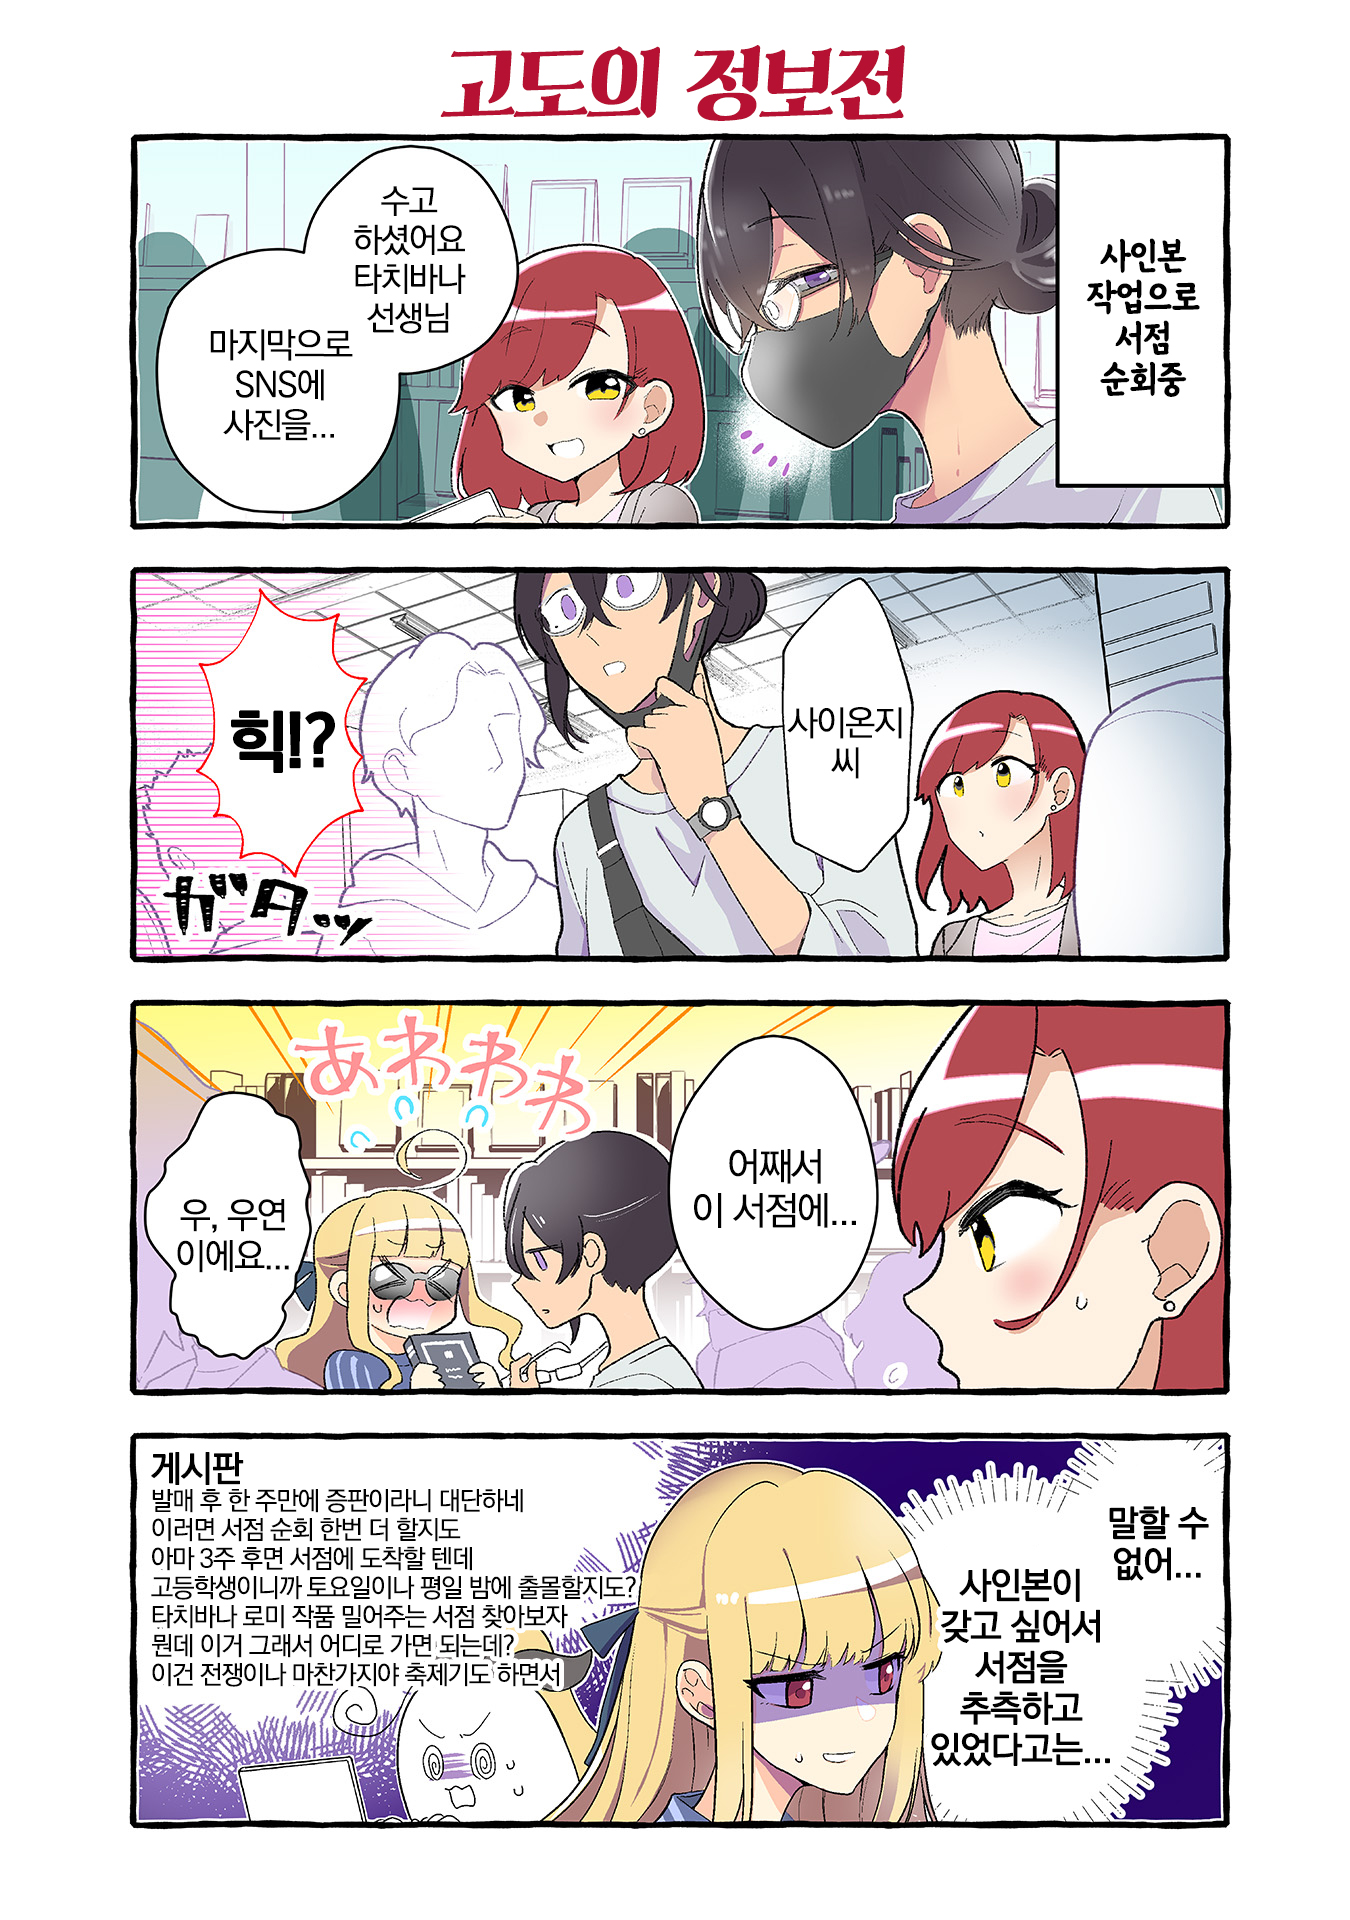 고도의 정보전
사인본
작업으로
서점
순회중
수고
하셨어요
타치바나
선생님
마지막으로
SNS에
사진을...
사이온지
씨
힉!?
ガタッ
어째서
이 서점에...
あわわわ
우, 우연
이에요...
말할 수
없어...
사인본이
갖고 싶어서
서점을
추측하고
있었다고는...
게시판
발매 후 한 주만에 증판이라니 대단하네
이러면 서점 순회 한번 더 할지도
아마 3주 후면 서점에 도착할 텐데
고등학생이니까 토요일이나 평일 밤에 출몰할지도?
타치바나 로미 작품 밀어주는 서점 찾아보자
뭔데 이거 그래서 어디로 가면 되는데?
이건 전쟁이나 마찬가지야 축제기도 하면서